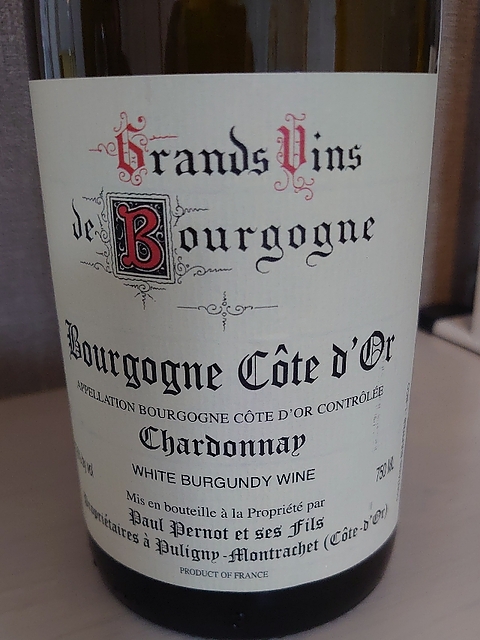 Grands Vins
de Bourgogne
Bourgogne Côte d'Or
APPELLATION BOURGOGNE CÔTE D'OR CONTRÔLÉE
Chardonnay
WHITE BURGUNDY WINE
750 ML
Mis en bouteille à la Propriété par
Paul Pernot et ses Fils
Propriétaires à Puligny-Montrachet (Côte-d'Or)
PRODUCT OF FRANCE